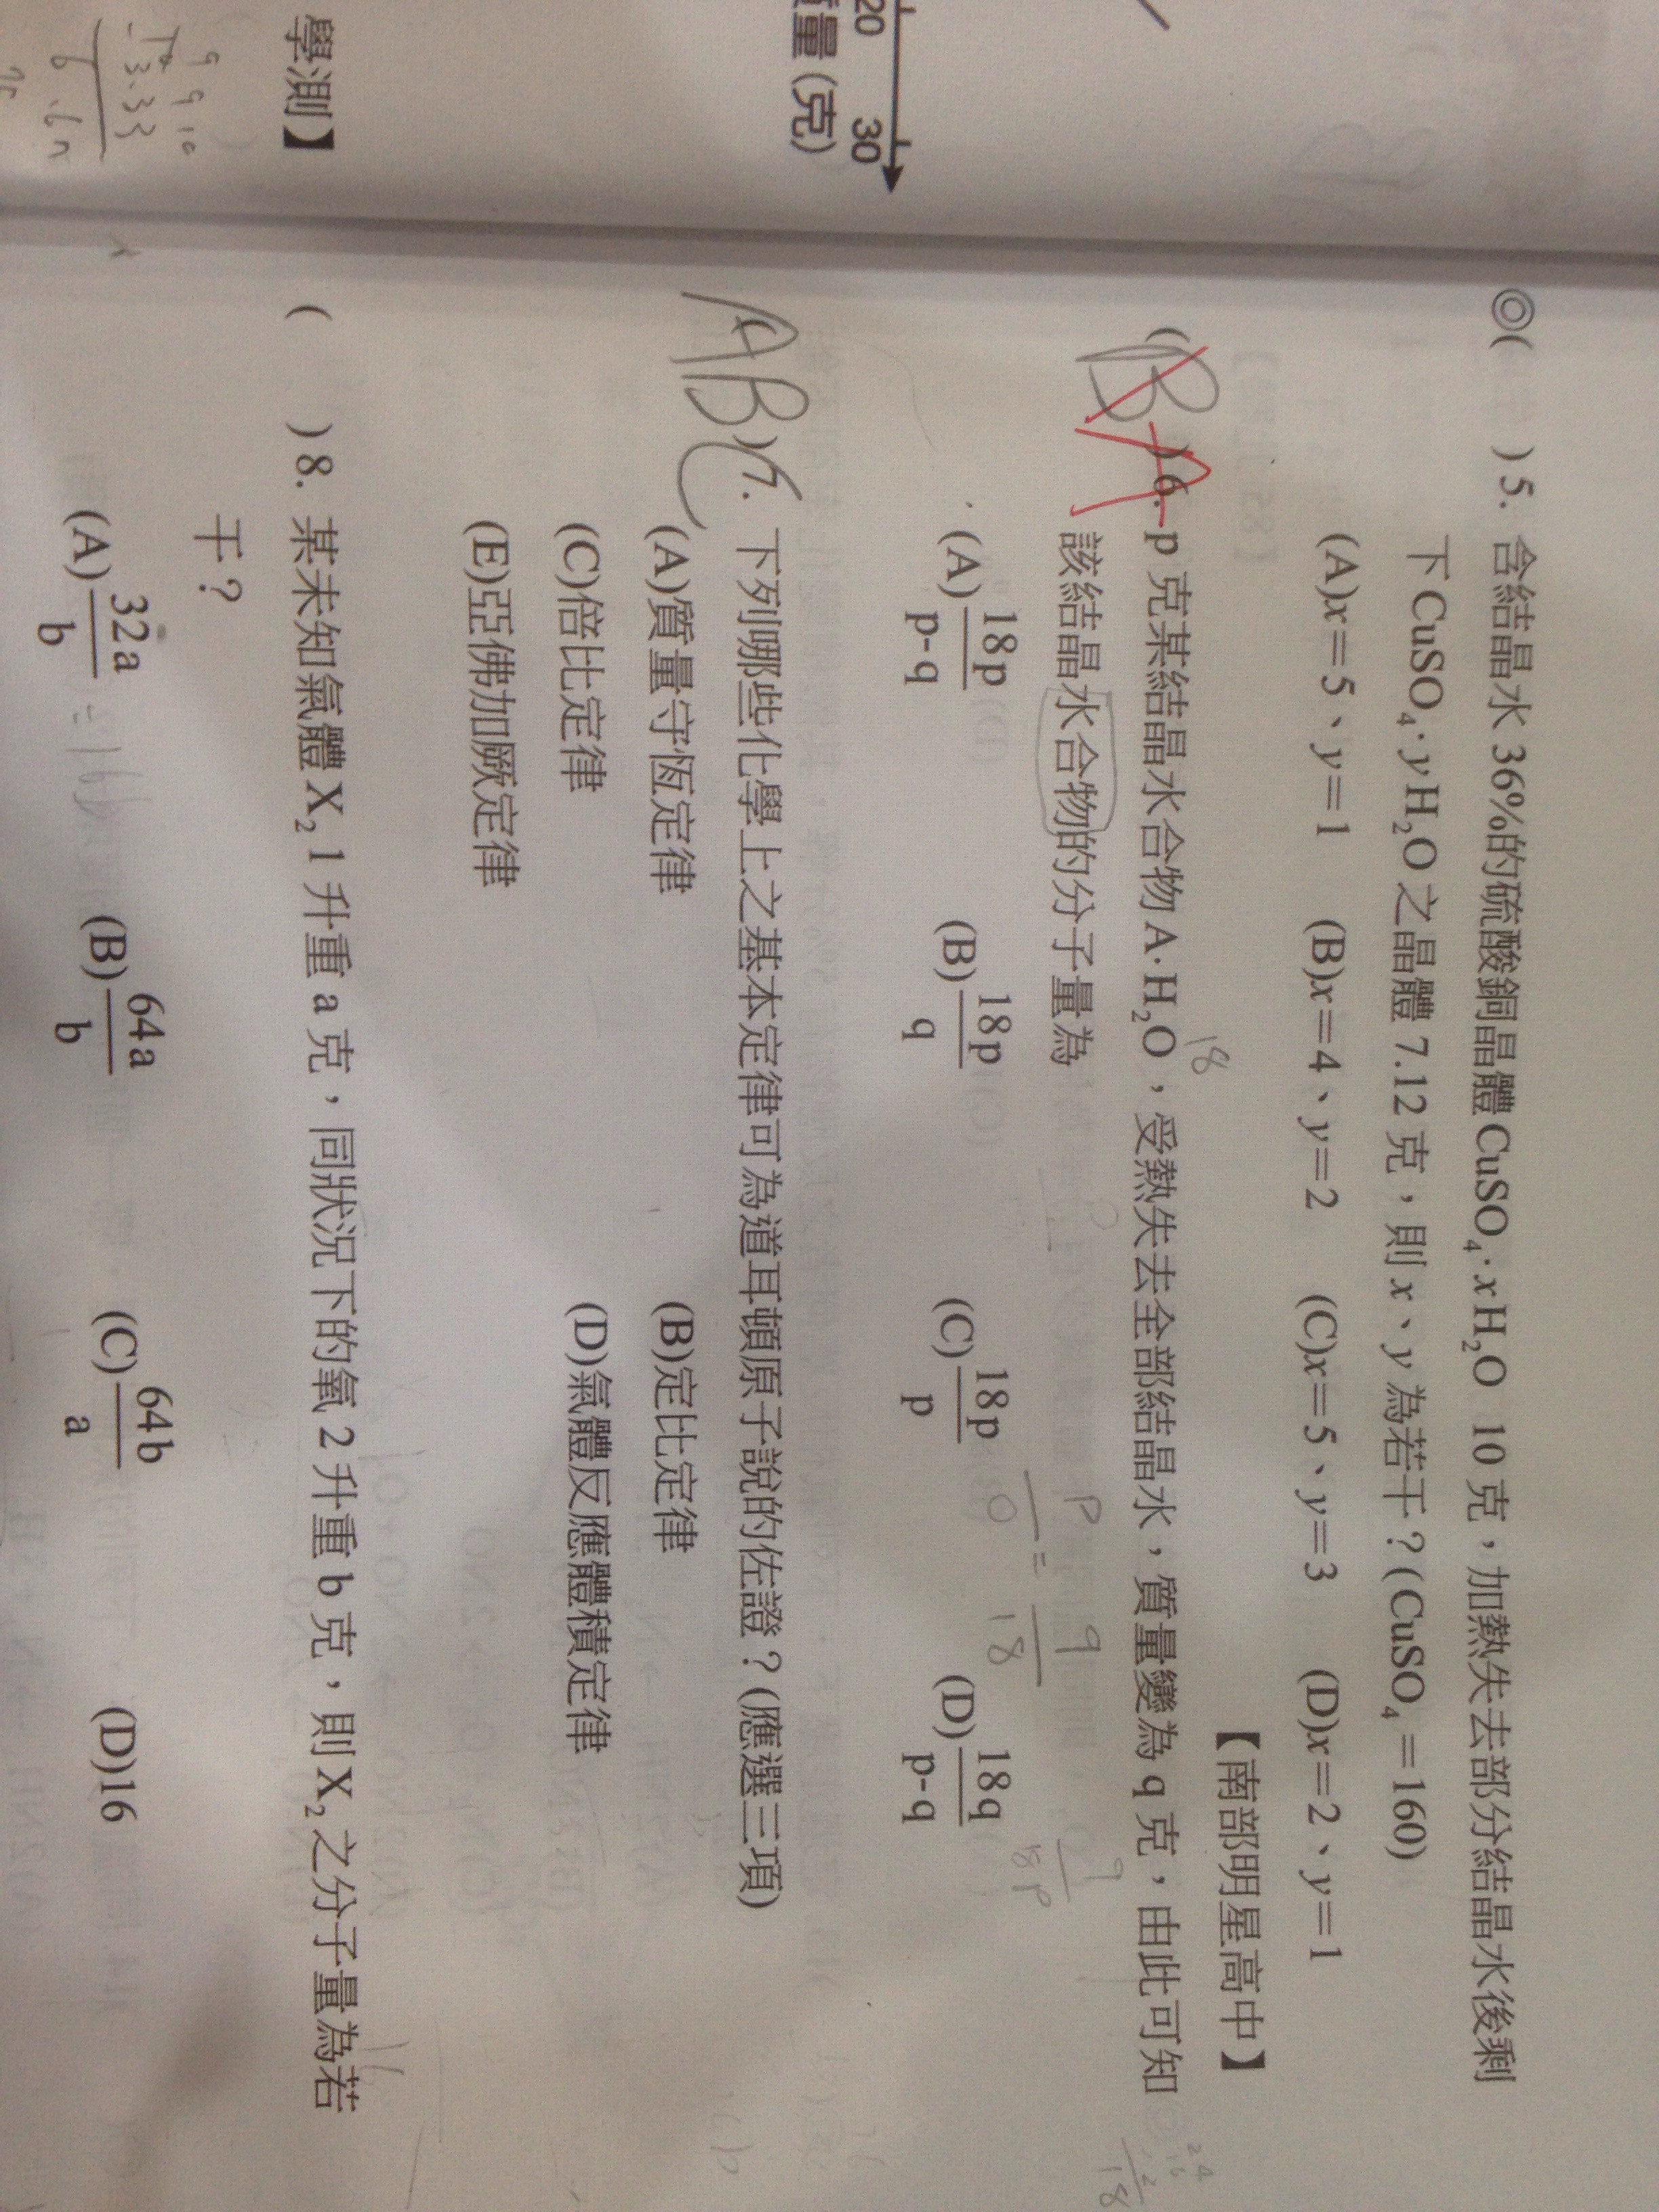 20 30
質量 (克)
學測】
◎( ) 5. 含結晶水 36%的硫酸銅晶體 CuSO₄·xH₂O 10 克，加熱失去部分結晶水後剩
下 CuSO₄·yH₂O 之晶體 7.12 克，則 x、y 為若干？(CuSO₄＝160)
(A)x＝5、y＝1 (B)x＝4、y＝2 (C)x＝5、y＝3 (D)x＝2、y＝1
【南部明星高中】
18
(B A) 6. p 克某結晶水合物 A·H₂O，受熱失去全部結晶水，質量變為 q 克，由此可知
該結晶水合物的分子量為
(A) 18p/p-q (B) 18p/q (C) 18p/p (D) 18q/p-q
(ABC) 7. 下列哪些化學上之基本定律可為道耳頓原子說的佐證？(應選三項)
(A)質量守恆定律 (B)定比定律
(C)倍比定律 (D)氣體反應體積定律
(E)亞佛加厥定律
( ) 8. 某未知氣體 X₂ 1 升重 a 克，同狀況下的氧 2 升重 b 克，則 X₂ 之分子量為若
干？
(A) 32a/b (B) 64a/b (C) 64b/a (D)16